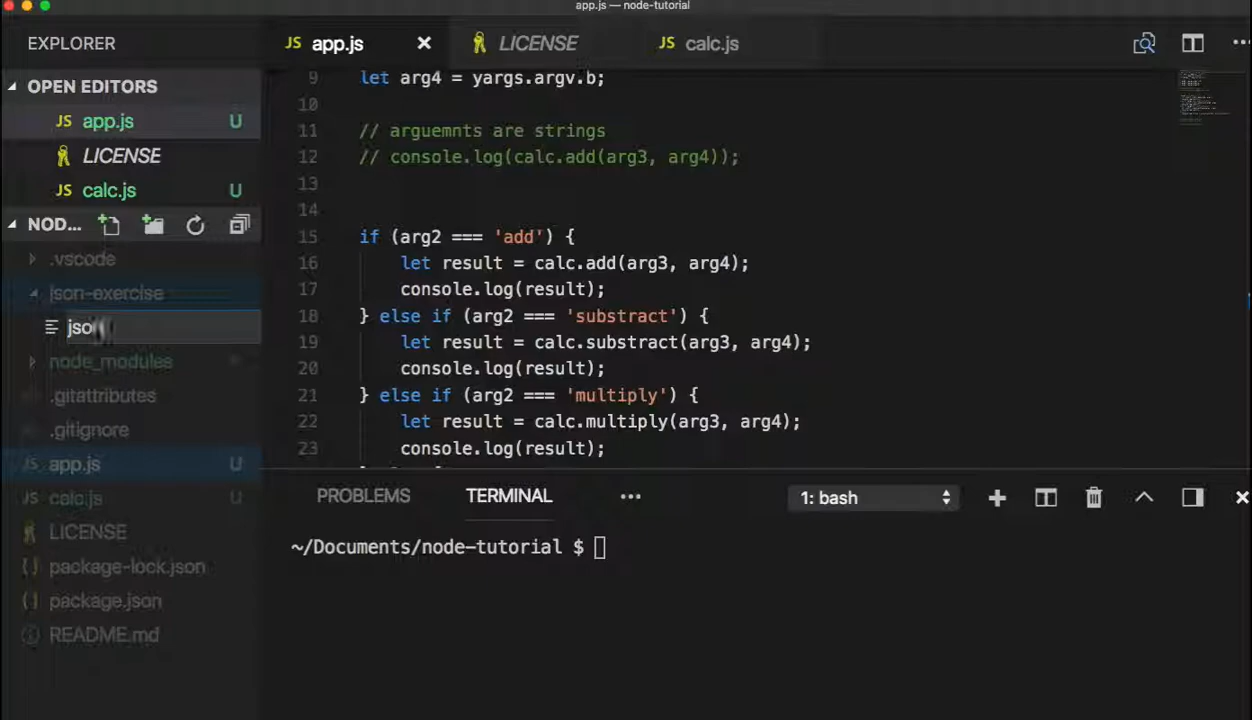 app.js — node-tutorial
EXPLORER
JS app.js
LICENSE
JS calc.js
OPEN EDITORS
JS app.js U
LICENSE
JS calc.js U
NOD...
.vscode
json-exercise
jso
node_modules
.gitattributes
.gitignore
JS app.js U
JS calc.js U
LICENSE
{} package-lock.json
{} package.json
README.md
9 let arg4 = yargs.argv.b;
10
11 // arguemnts are strings
12 // console.log(calc.add(arg3, arg4));
13
14
15 if (arg2 === 'add') {
16 let result = calc.add(arg3, arg4);
17 console.log(result);
18 } else if (arg2 === 'substract') {
19 let result = calc.substract(arg3, arg4);
20 console.log(result);
21 } else if (arg2 === 'multiply') {
22 let result = calc.multiply(arg3, arg4);
23 console.log(result);
PROBLEMS TERMINAL ... 1: bash
~/Documents/node-tutorial $